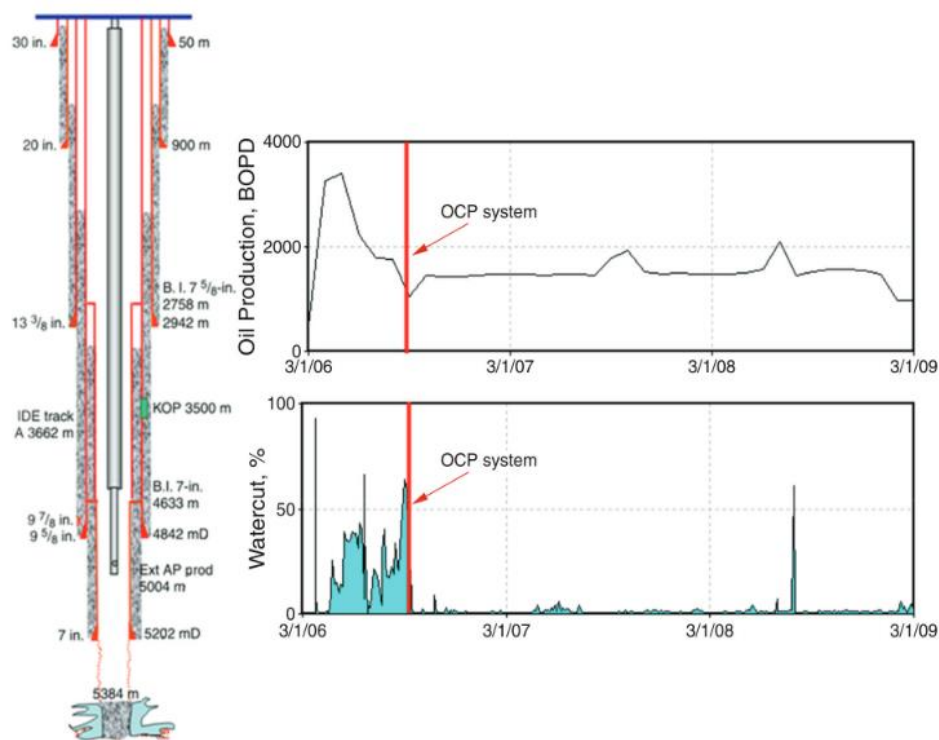 30 in.
50 m
20 in.
900 m
B. I. 7 5/8-in.
2758 m
13 3/8 in.
2942 m
IDE track
A 3662 m
KOP 3500 m
B.I. 7-in.
4633 m
9 7/8 in.
9 5/8 in.
4842 mD
Ext AP prod
5004 m
7 in.
5202 mD
5384 m
Oil Production, BOPD
4000
2000
0
OCP system
3/1/06
3/1/07
3/1/08
3/1/09
Watercut, %
100
50
0
OCP system
3/1/06
3/1/07
3/1/08
3/1/09